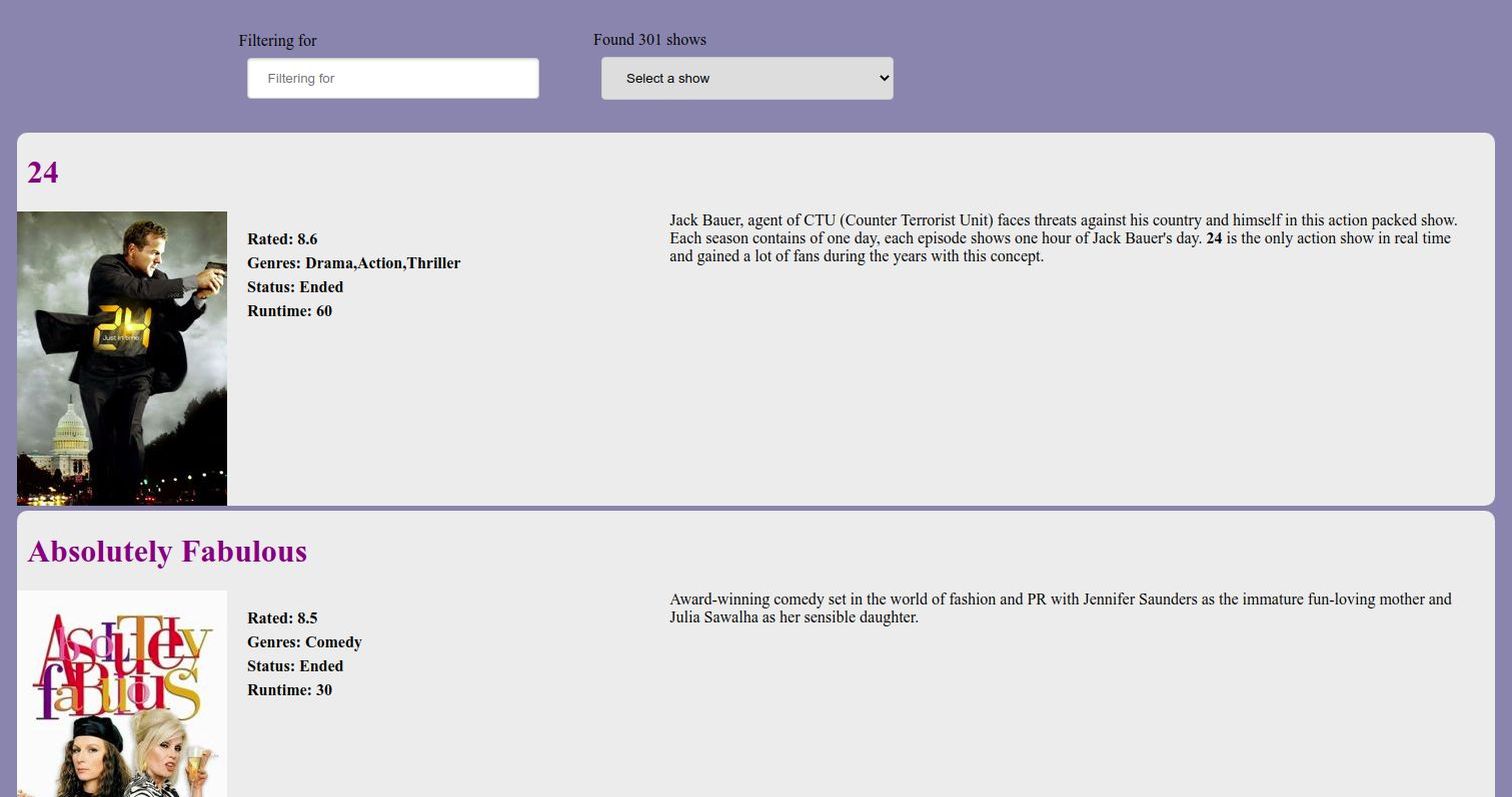 Filtering for
Found 301 shows
Filtering for
Select a show
24
24
Just in time
Rated: 8.6
Genres: Drama,Action,Thriller
Status: Ended
Runtime: 60
Jack Bauer, agent of CTU (Counter Terrorist Unit) faces threats against his country and himself in this action packed show.
Each season contains of one day, each episode shows one hour of Jack Bauer's day. 24 is the only action show in real time
and gained a lot of fans during the years with this concept.
Absolutely Fabulous
Absolutely
fabulous
Rated: 8.5
Genres: Comedy
Status: Ended
Runtime: 30
Award-winning comedy set in the world of fashion and PR with Jennifer Saunders as the immature fun-loving mother and
Julia Sawalha as her sensible daughter.